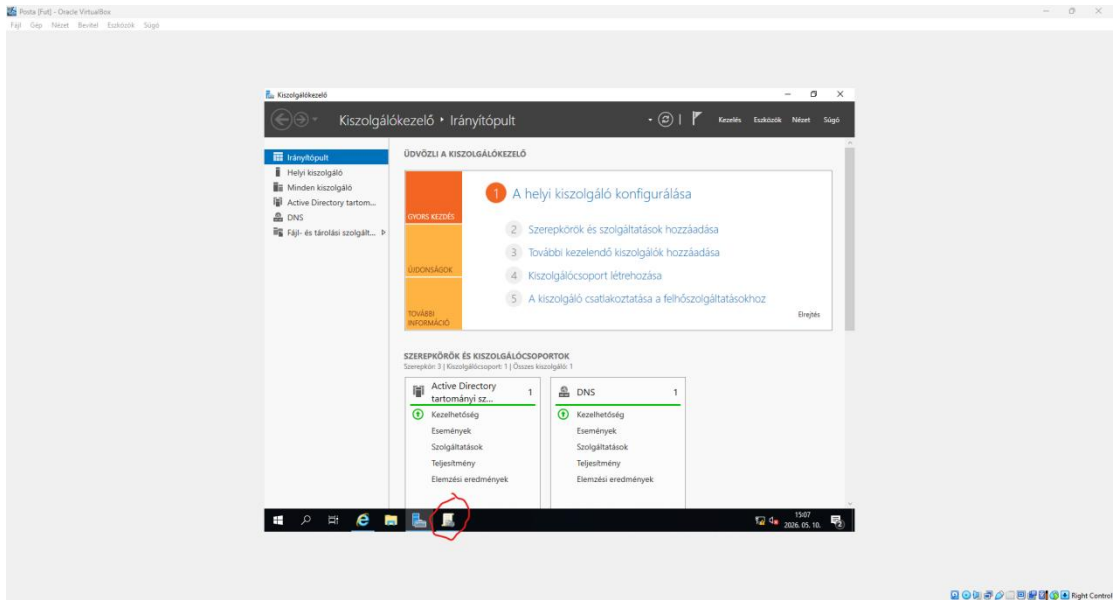 Posta [Fut] - Oracle VirtualBox
Fájl Gép Nézet Bevitel Eszközök Súgó
Kiszolgálókezelő
Kiszolgálókezelő • Irányítópult
Kezelés Eszközök Nézet Súgó
Irányítópult
Helyi kiszolgáló
Minden kiszolgáló
Active Directory tartom...
DNS
Fájl- és tárolási szolgált...
ÜDVÖZLI A KISZOLGÁLÓKEZELŐ
GYORS KEZDÉS
ÚJDONSÁGOK
TOVÁBBI
INFORMÁCIÓ
1 A helyi kiszolgáló konfigurálása
2 Szerepkörök és szolgáltatások hozzáadása
3 További kezelendő kiszolgálók hozzáadása
4 Kiszolgálócsoport létrehozása
5 A kiszolgáló csatlakoztatása a felhőszolgáltatásokhoz
Elrejtés
SZEREPKÖRÖK ÉS KISZOLGÁLÓCSOPORTOK
Szerepkör: 3 | Kiszolgálócsoport: 1 | Összes kiszolgáló: 1
Active Directory
tartományi sz...
1
Kezelhetőség
Események
Szolgáltatások
Teljesítmény
Elemzési eredmények
DNS 1
Kezelhetőség
Események
Szolgáltatások
Teljesítmény
Elemzési eredmények
15:07
2026. 05. 10.
2
Right Control